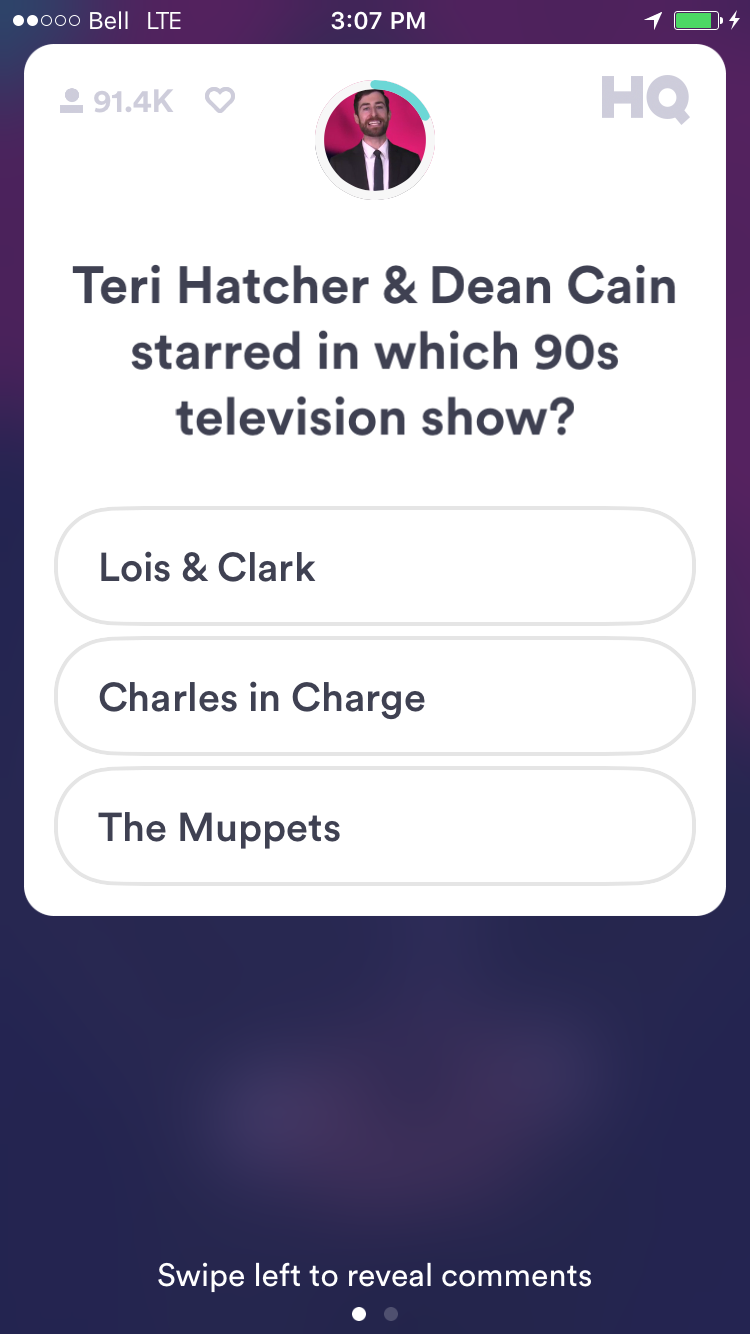 Bell LTE 3:07 PM
91.4K HQ
Teri Hatcher & Dean Cain
starred in which 90s
television show?
Lois & Clark
Charles in Charge
The Muppets
Swipe left to reveal comments